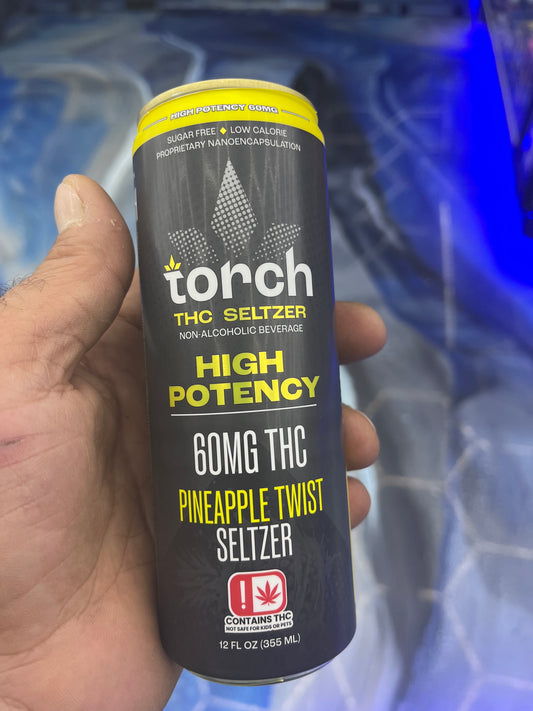 HIGH POTENCY 60MG
SUGAR FREE ♦ LOW CALORIE
PROPRIETARY NANOENCAPSULATION
torch
THC SELTZER
NON-ALCOHOLIC BEVERAGE
HIGH
POTENCY
60MG THC
PINEAPPLE TWIST
SELTZER
!
CONTAINS THC
NOT SAFE FOR KIDS OR PETS
12 FL OZ (355 ML)